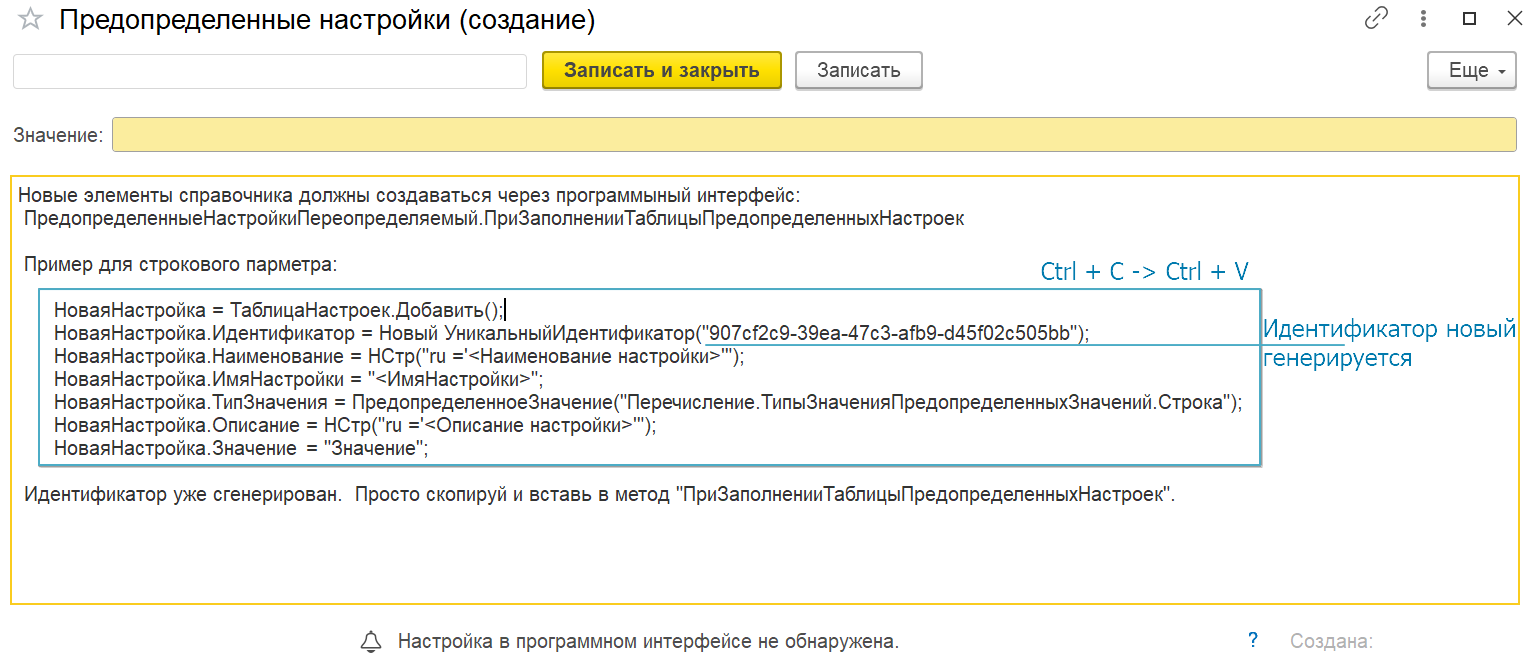 Предопределенные настройки (создание)
Записать и закрыть
Записать
Еще
Значение:
Новые элементы справочника должны создаваться через программыный интерфейс:
ПредопределенныеНастройкиПереопределяемый.ПриЗаполненииТаблицыПредопределенныхНастроек
Пример для строкового парметра:
Ctrl + C -> Ctrl + V
НоваяНастройка = ТаблицаНастроек.Добавить();
НоваяНастройка.Идентификатор = Новый УникальныйИдентификатор("907cf2c9-39ea-47c3-afb9-d45f02c505bb");
Идентификатор новый
генерируется
НоваяНастройка.Наименование = НСтр("ru ='<Наименование настройки>'");
НоваяНастройка.ИмяНастройки = "<ИмяНастройки>";
НоваяНастройка.ТипЗначения = ПредопределенноеЗначение("Перечисление.ТипыЗначенияПредопределенныхЗначений.Строка");
НоваяНастройка.Описание = НСтр("ru ='<Описание настройки>'");
НоваяНастройка.Значение = "Значение";
Идентификатор уже сгенерирован. Просто скопируй и вставь в метод "ПриЗаполненииТаблицыПредопределенныхНастроек".
Настройка в программном интерфейсе не обнаружена.
?
Создана: